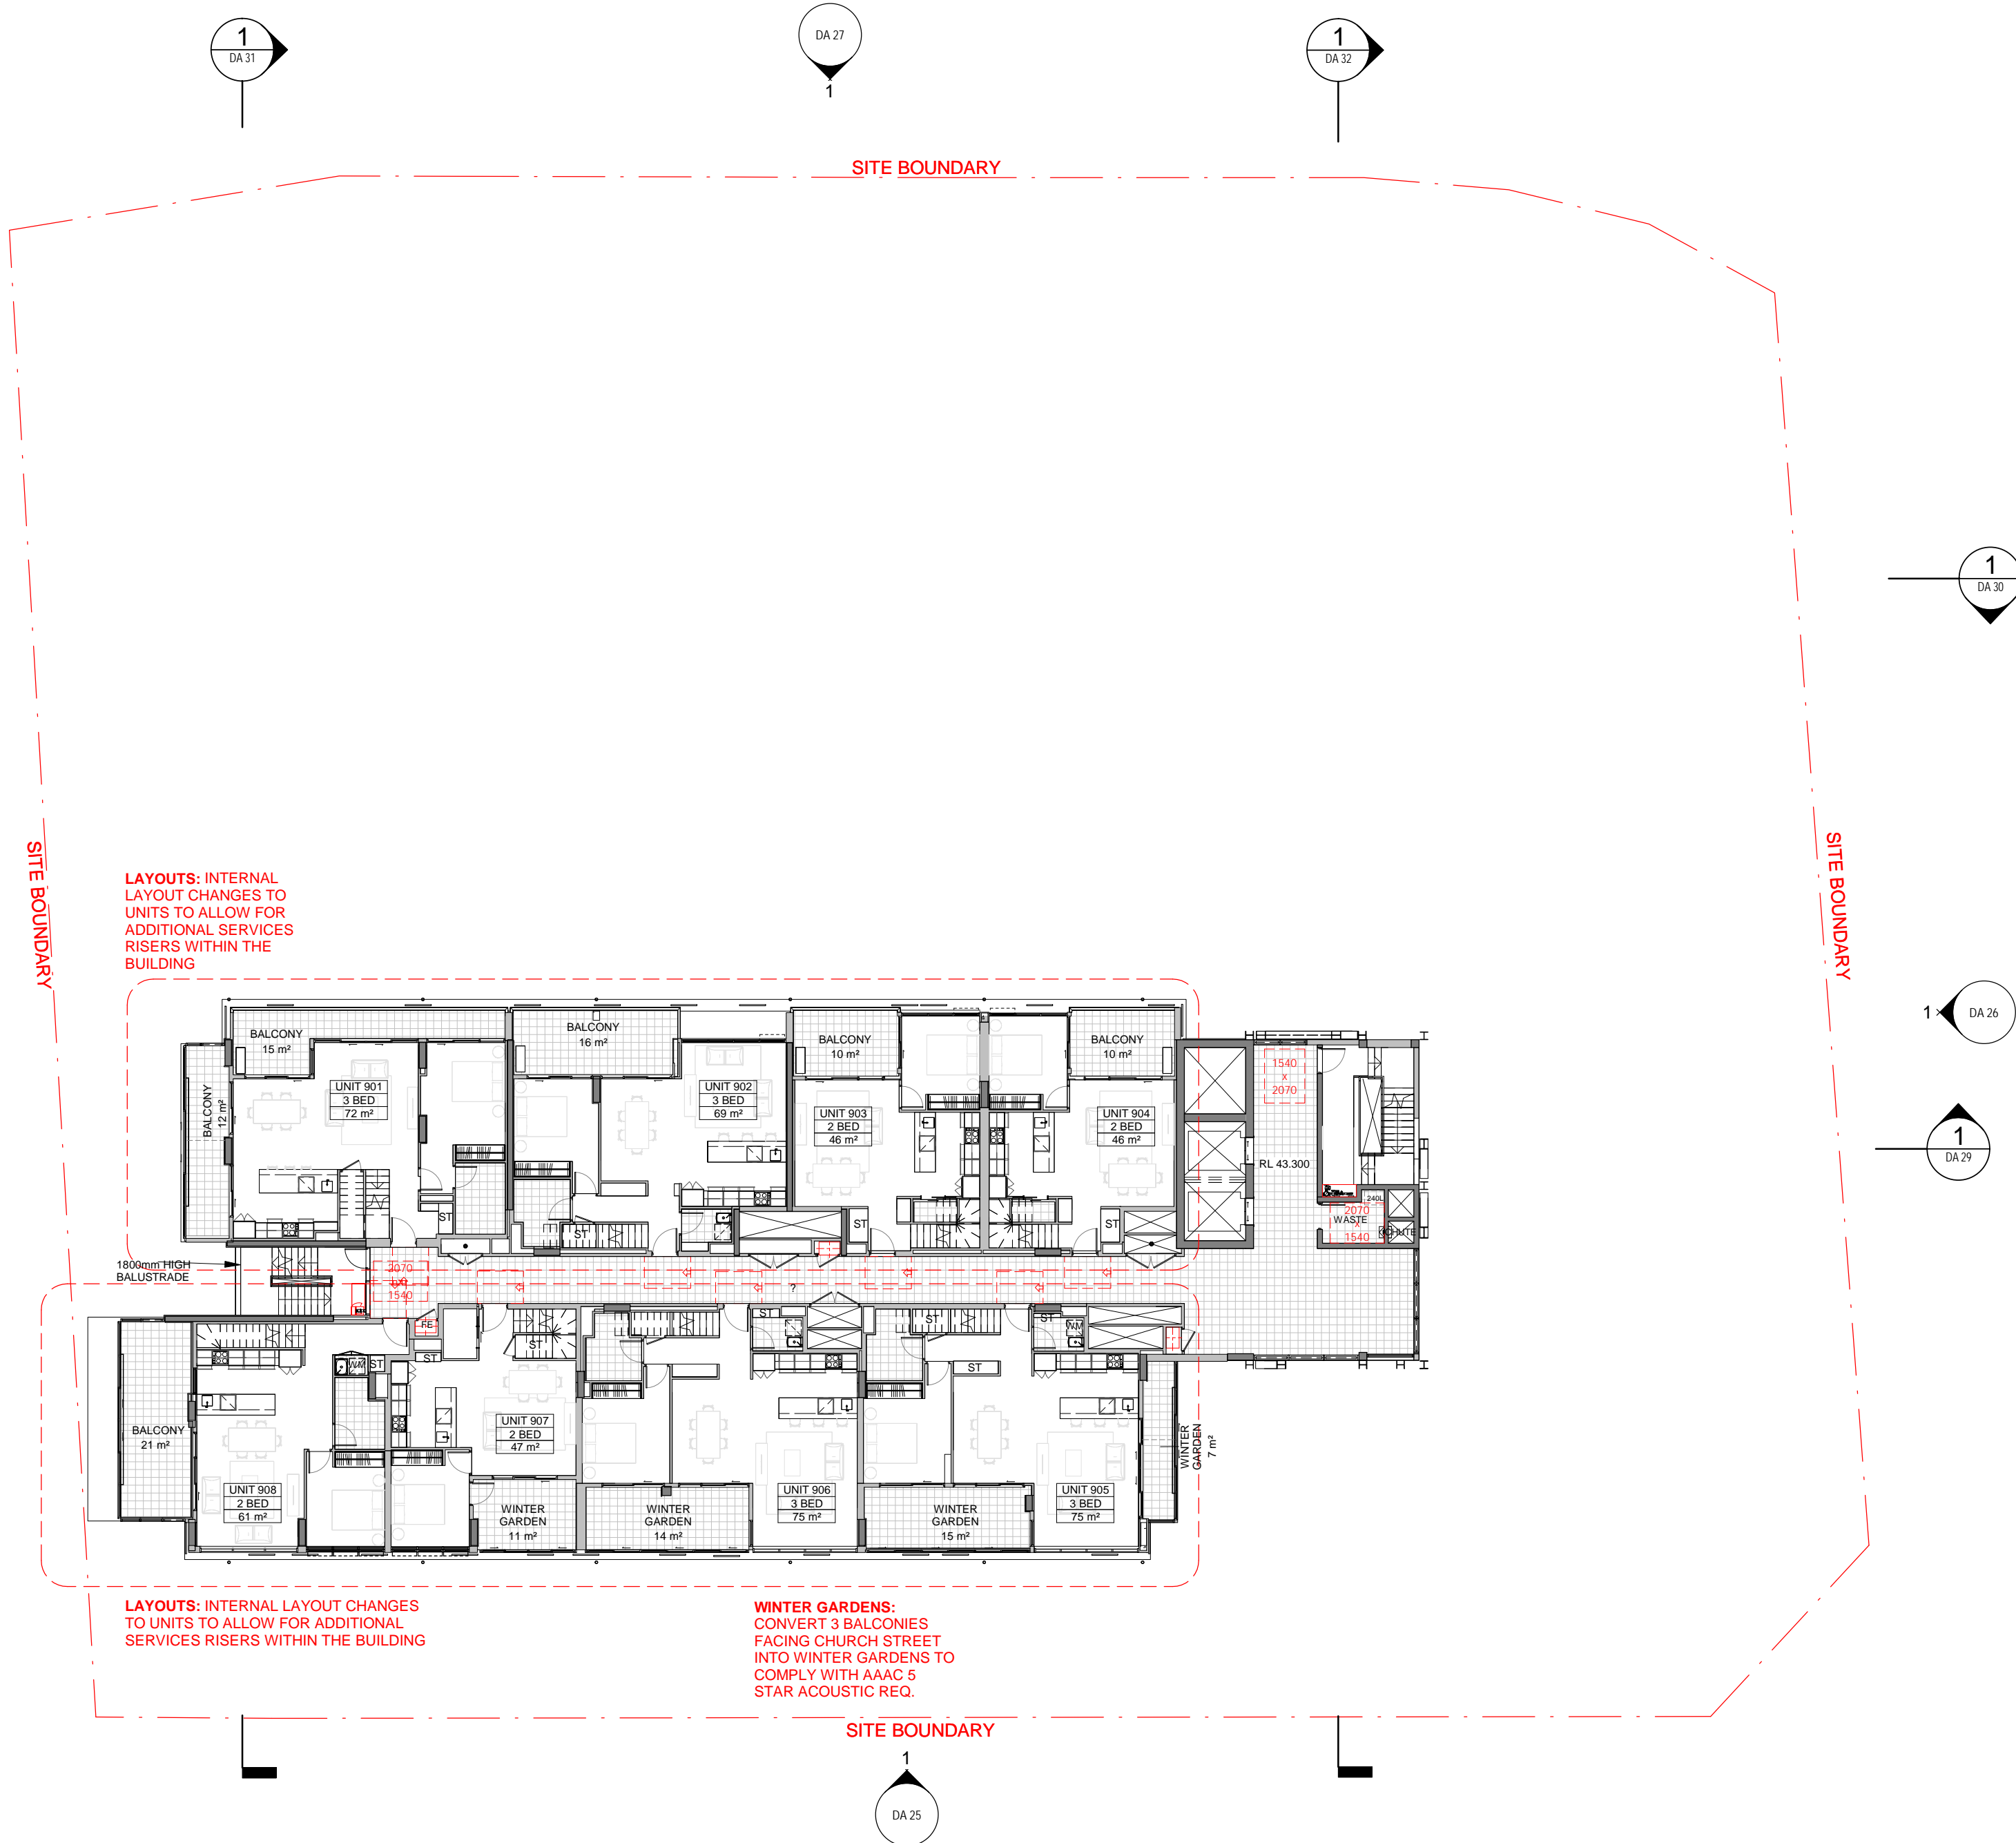 1
DA 31
DA 27
1
1
DA 32
SITE BOUNDARY
1
DA 30
SITE BOUNDARY
SITE BOUNDARY
LAYOUTS: INTERNAL
LAYOUT CHANGES TO
UNITS TO ALLOW FOR
ADDITIONAL SERVICES
RISERS WITHIN THE
BUILDING
1
DA 26
BALCONY
15 m²
BALCONY
16 m²
BALCONY
10 m²
BALCONY
10 m²
BALCONY
12 m²
UNIT 901
3 BED
72 m²
UNIT 902
3 BED
69 m²
UNIT 903
2 BED
46 m²
UNIT 904
2 BED
46 m²
1540
x
2070
1
DA 29
RL 43.300
240L
WASTE
2070
x
1540
CHUTE
ST
ST
ST
ST
1800mm HIGH
BALUSTRADE
2070
x
1540
?
FE
ST
ST
ST
ST
ST
ST
ST
ST
WM
WM
BALCONY
21 m²
UNIT 908
2 BED
61 m²
UNIT 907
2 BED
47 m²
WINTER
GARDEN
11 m²
WINTER
GARDEN
14 m²
UNIT 906
3 BED
75 m²
WINTER
GARDEN
15 m²
UNIT 905
3 BED
75 m²
WINTER
GARDEN
7 m²
LAYOUTS: INTERNAL LAYOUT CHANGES
TO UNITS TO ALLOW FOR ADDITIONAL
SERVICES RISERS WITHIN THE BUILDING
WINTER GARDENS:
CONVERT 3 BALCONIES
FACING CHURCH STREET
INTO WINTER GARDENS TO
COMPLY WITH AAAC 5
STAR ACOUSTIC REQ.
SITE BOUNDARY
1
DA 25